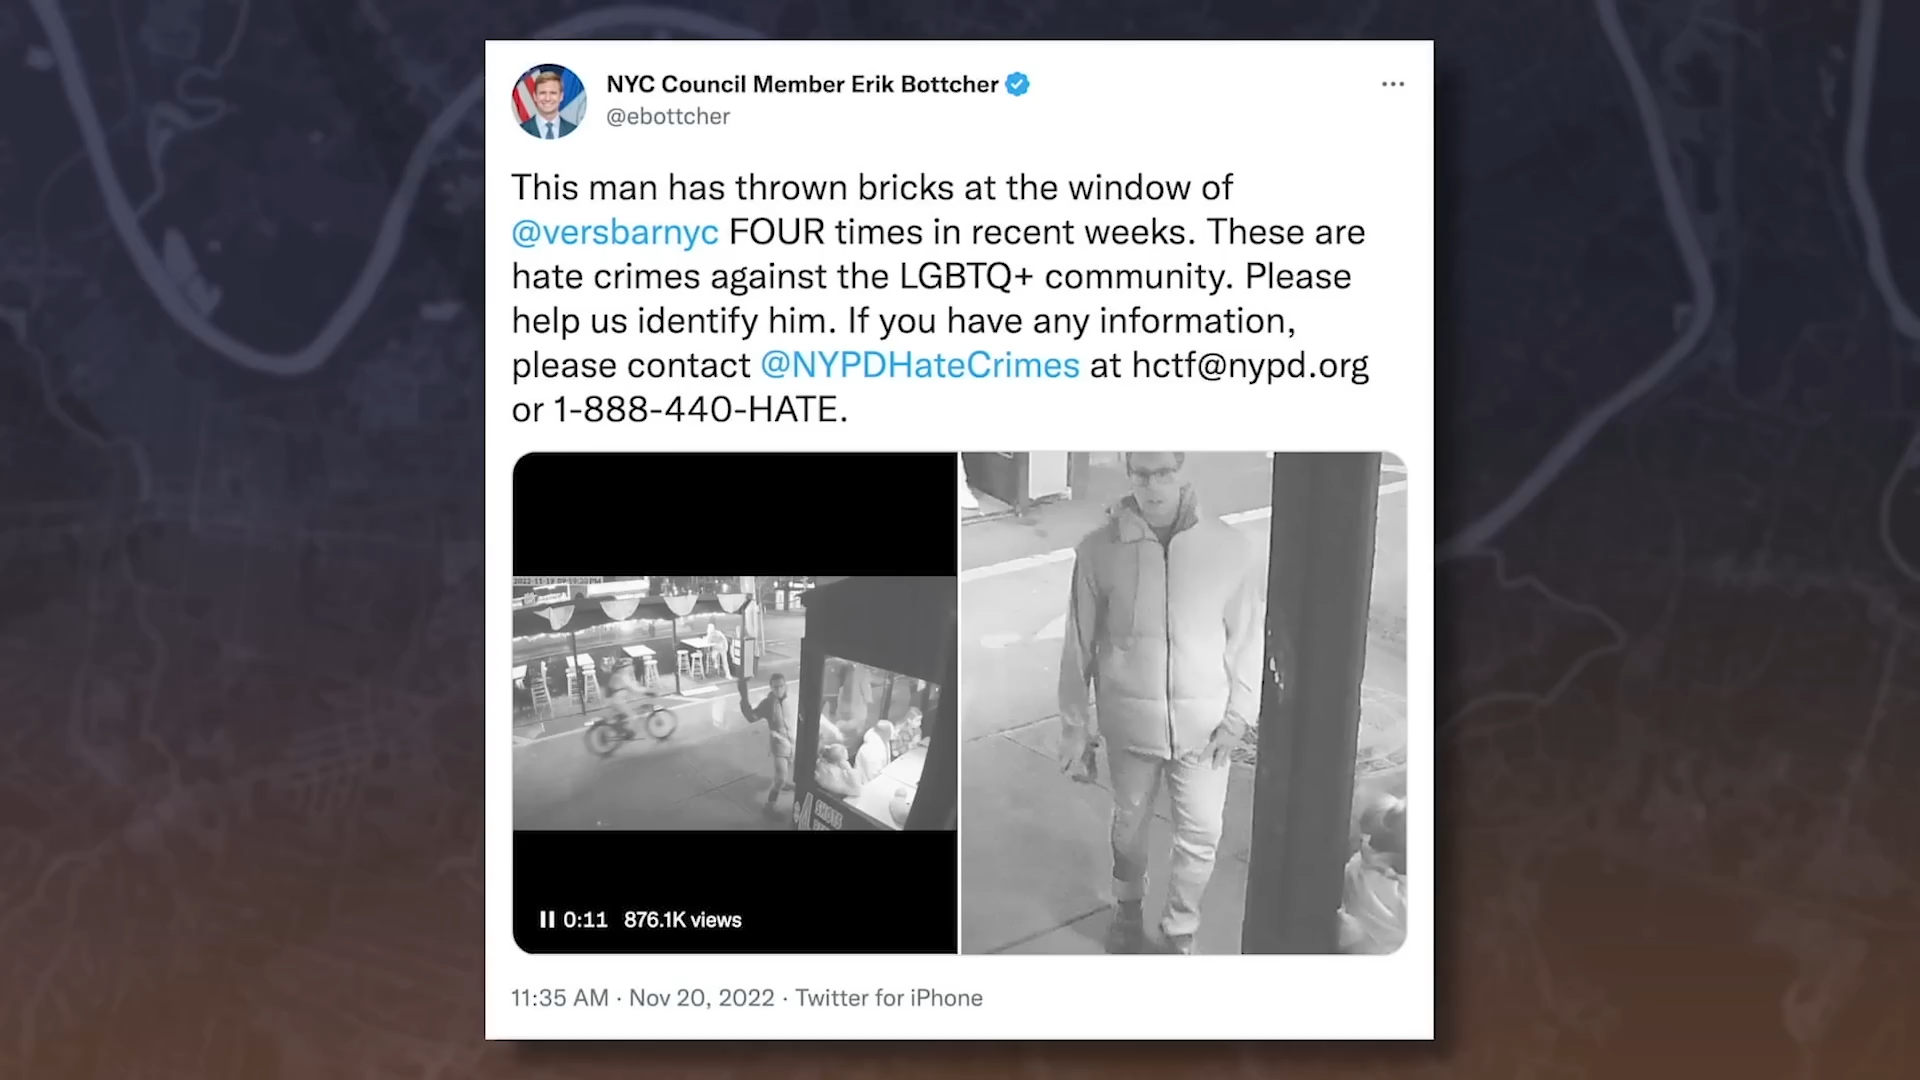 NYC Council Member Erik Bottcher
@ebottcher
This man has thrown bricks at the window of
@versbarnyc FOUR times in recent weeks. These are
hate crimes against the LGBTQ+ community. Please
help us identify him. If you have any information,
please contact @NYPDHateCrimes at hctf@nypd.org
or 1-888-440-HATE.
SHOTS
0:11 876.1K views
11:35 AM · Nov 20, 2022 · Twitter for iPhone